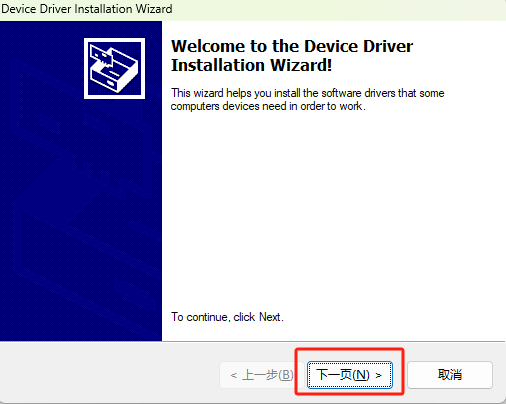 Device Driver Installation Wizard
Welcome to the Device Driver
Installation Wizard!
This wizard helps you install the software drivers that some
computers devices need in order to work.
To continue, click Next.
< 上一步(B) 下一页(N) > 取消